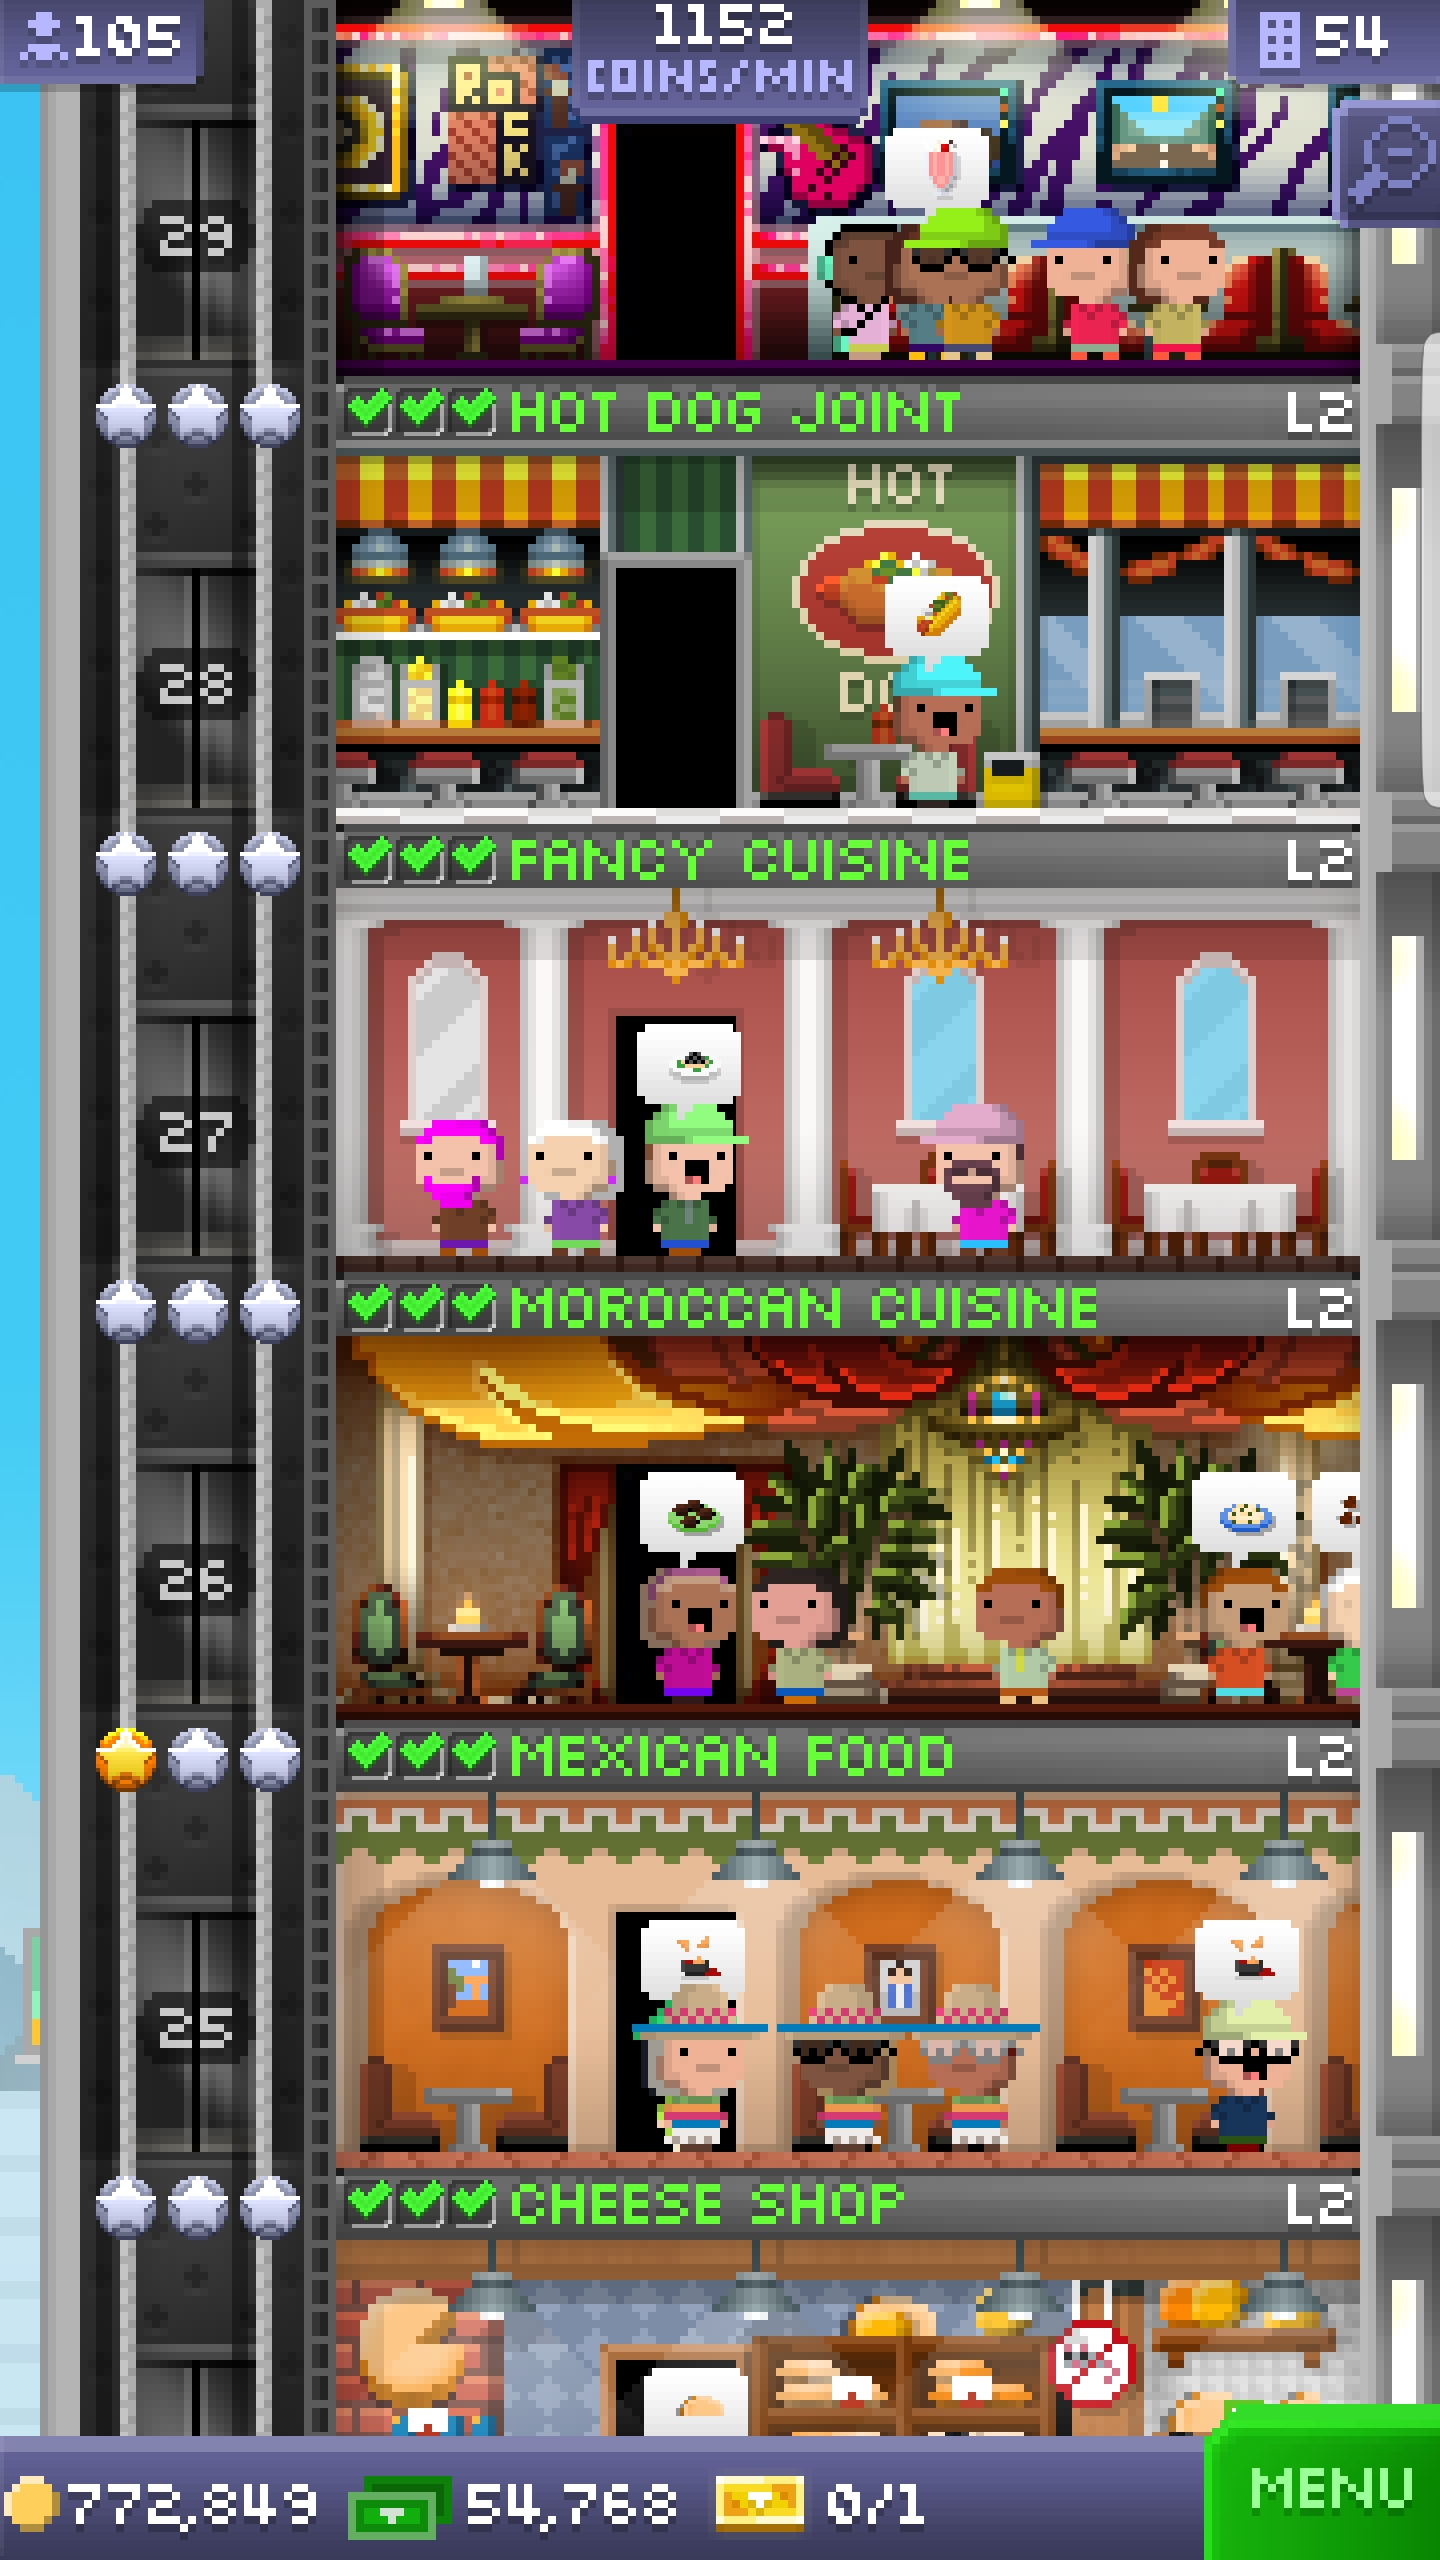 105
1152
COINS/MIN
54
Rock
29
HOT DOG JOINT L2
HOT
28
DO
FANCY CUISINE L2
27
MOROCCAN CUISINE L2
26
MEXICAN FOOD L2
25
CHEESE SHOP L2
772,849 54,768 0/1 MENU